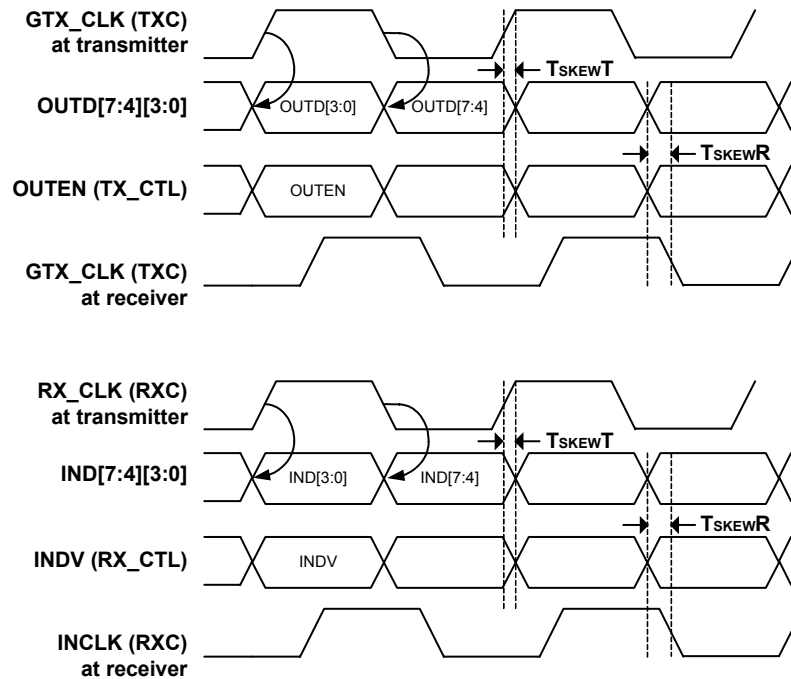 GTX_CLK (TXC)
at transmitter
TSKEWT
OUTD[7:4][3:0]
OUTD[3:0]
OUTD[7:4]
TSKEWR
OUTEN (TX_CTL)
OUTEN
GTX_CLK (TXC)
at receiver
RX_CLK (RXC)
at transmitter
TSKEWT
IND[7:4][3:0]
IND[3:0]
IND[7:4]
TSKEWR
INDV (RX_CTL)
INDV
INCLK (RXC)
at receiver